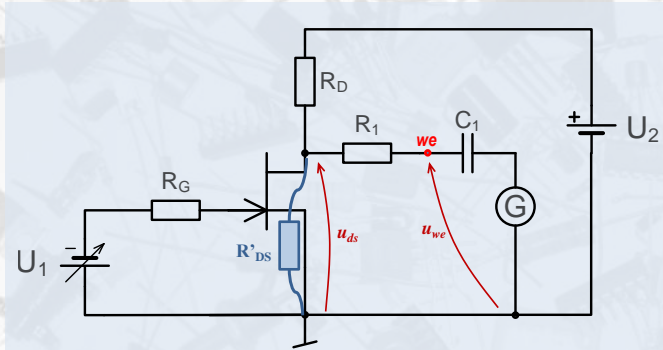 R_D
R_1
we
C_1
+
U_2
R_G
G
u_ds
u_we
R'_DS
−
U_1